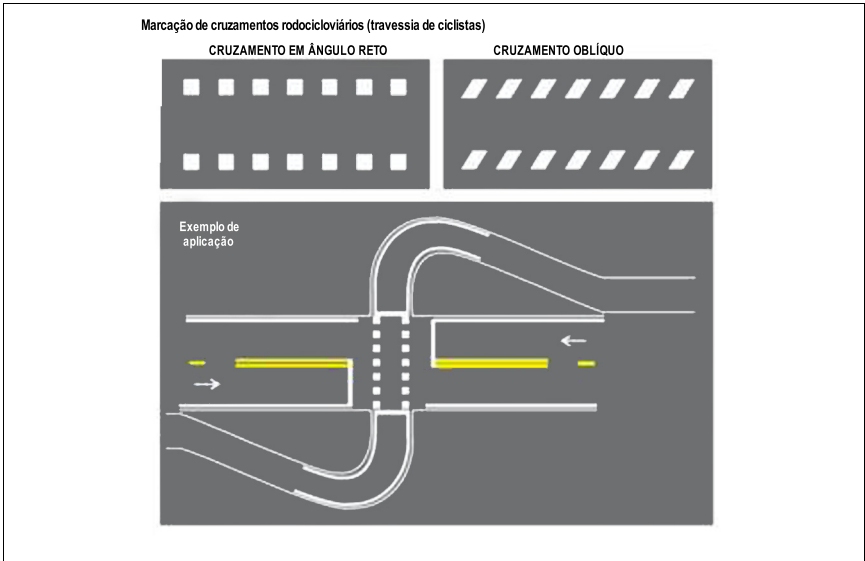 Marcação de cruzamentos rodocicloviários (travessia de ciclistas)
CRUZAMENTO EM ÂNGULO RETO
CRUZAMENTO OBLÍQUO
Exemplo de
aplicação